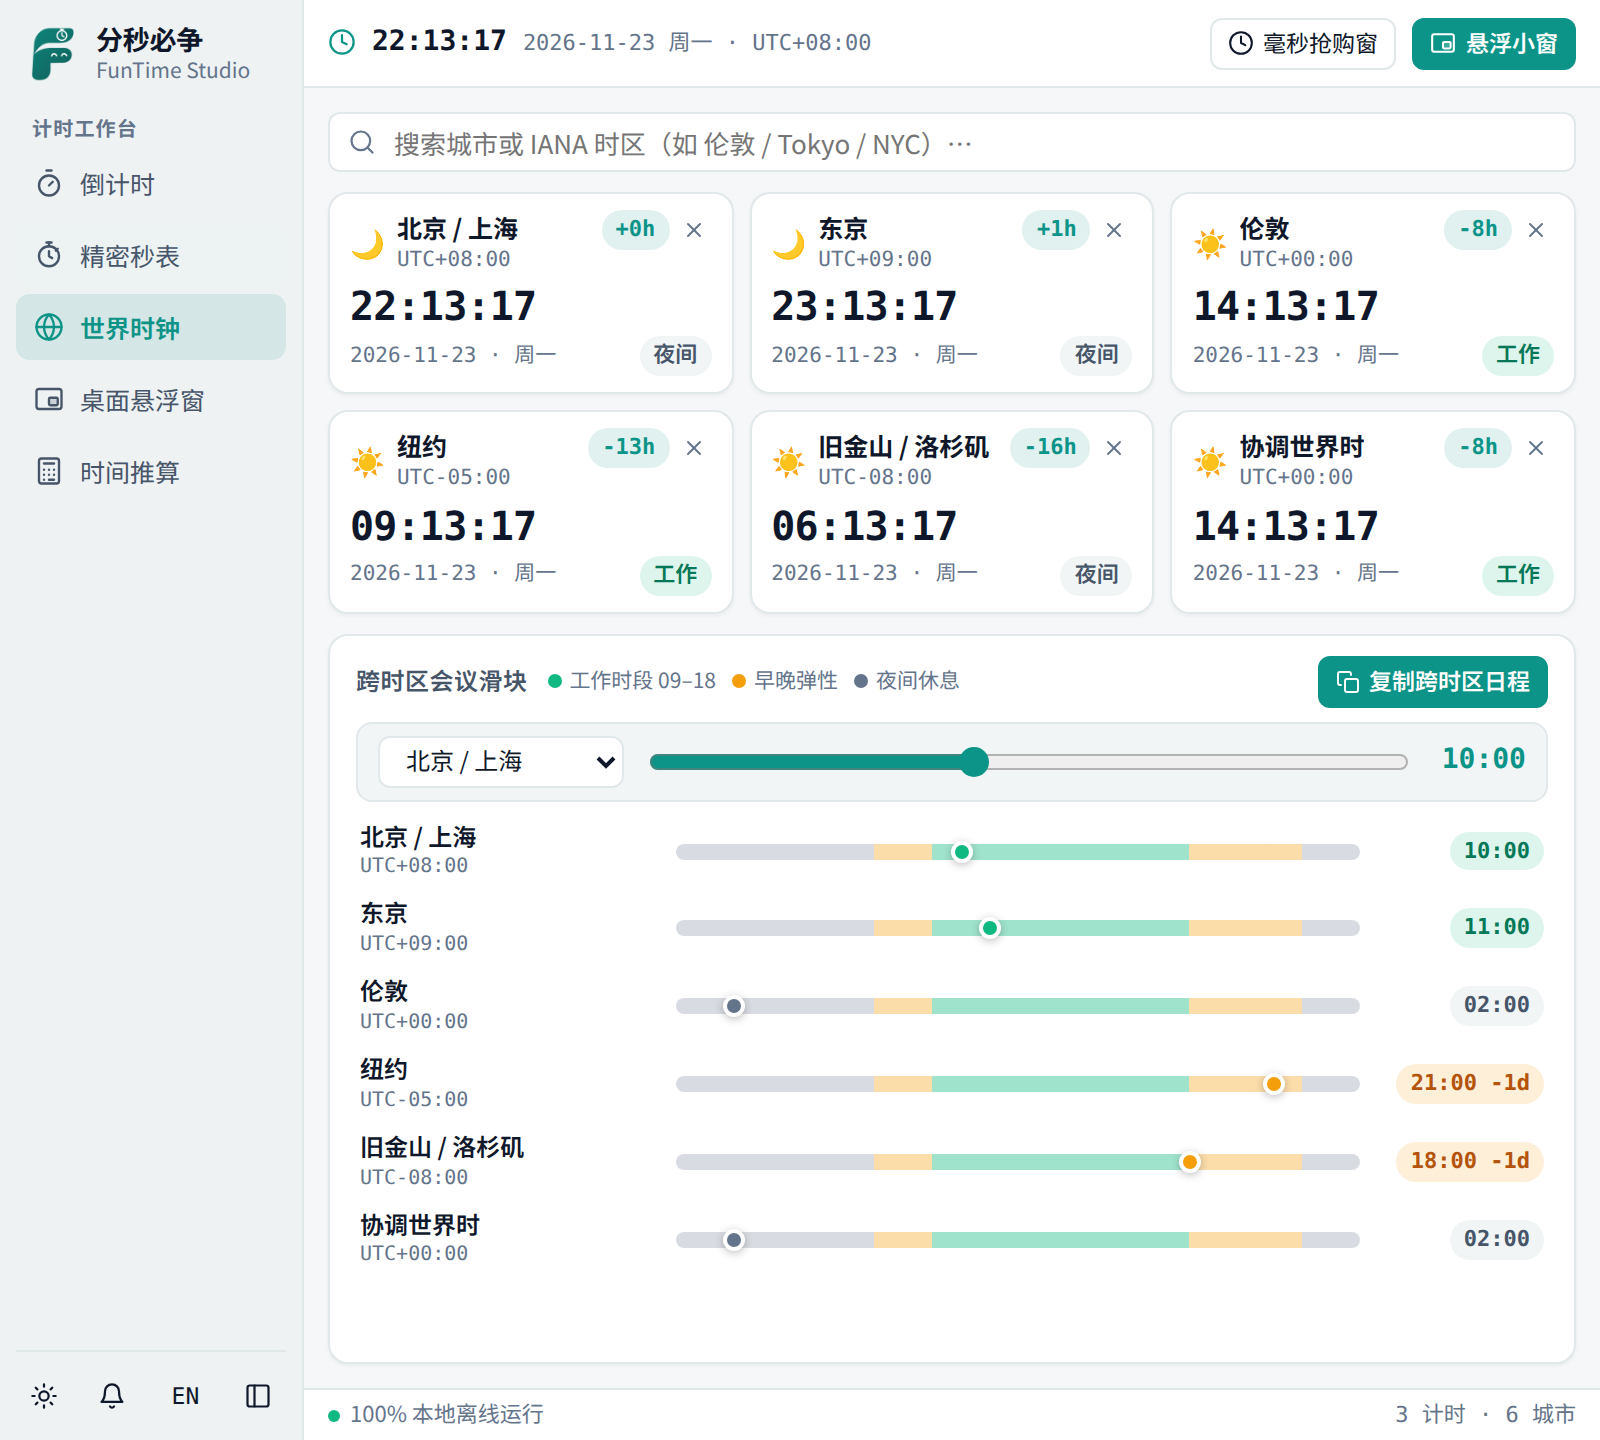 分秒必争
FunTime Studio
计时工作台
倒计时
精密秒表
世界时钟
桌面悬浮窗
时间推算
EN
22:13:17 2026-11-23 周一 · UTC+08:00
毫秒抢购窗
悬浮小窗
搜索城市或 IANA 时区（如 伦敦 / Tokyo / NYC）…
北京 / 上海 +0h
UTC+08:00
22:13:17
2026-11-23 · 周一 夜间
东京 +1h
UTC+09:00
23:13:17
2026-11-23 · 周一 夜间
伦敦 -8h
UTC+00:00
14:13:17
2026-11-23 · 周一 工作
纽约 -13h
UTC-05:00
09:13:17
2026-11-23 · 周一 工作
旧金山 / 洛杉矶 -16h
UTC-08:00
06:13:17
2026-11-23 · 周一 夜间
协调世界时 -8h
UTC+00:00
14:13:17
2026-11-23 · 周一 工作
跨时区会议滑块 工作时段 09–18 早晚弹性 夜间休息
复制跨时区日程
北京 / 上海 10:00
北京 / 上海
UTC+08:00
10:00
东京
UTC+09:00
11:00
伦敦
UTC+00:00
02:00
纽约
UTC-05:00
21:00 -1d
旧金山 / 洛杉矶
UTC-08:00
18:00 -1d
协调世界时
UTC+00:00
02:00
100% 本地离线运行
3 计时 · 6 城市